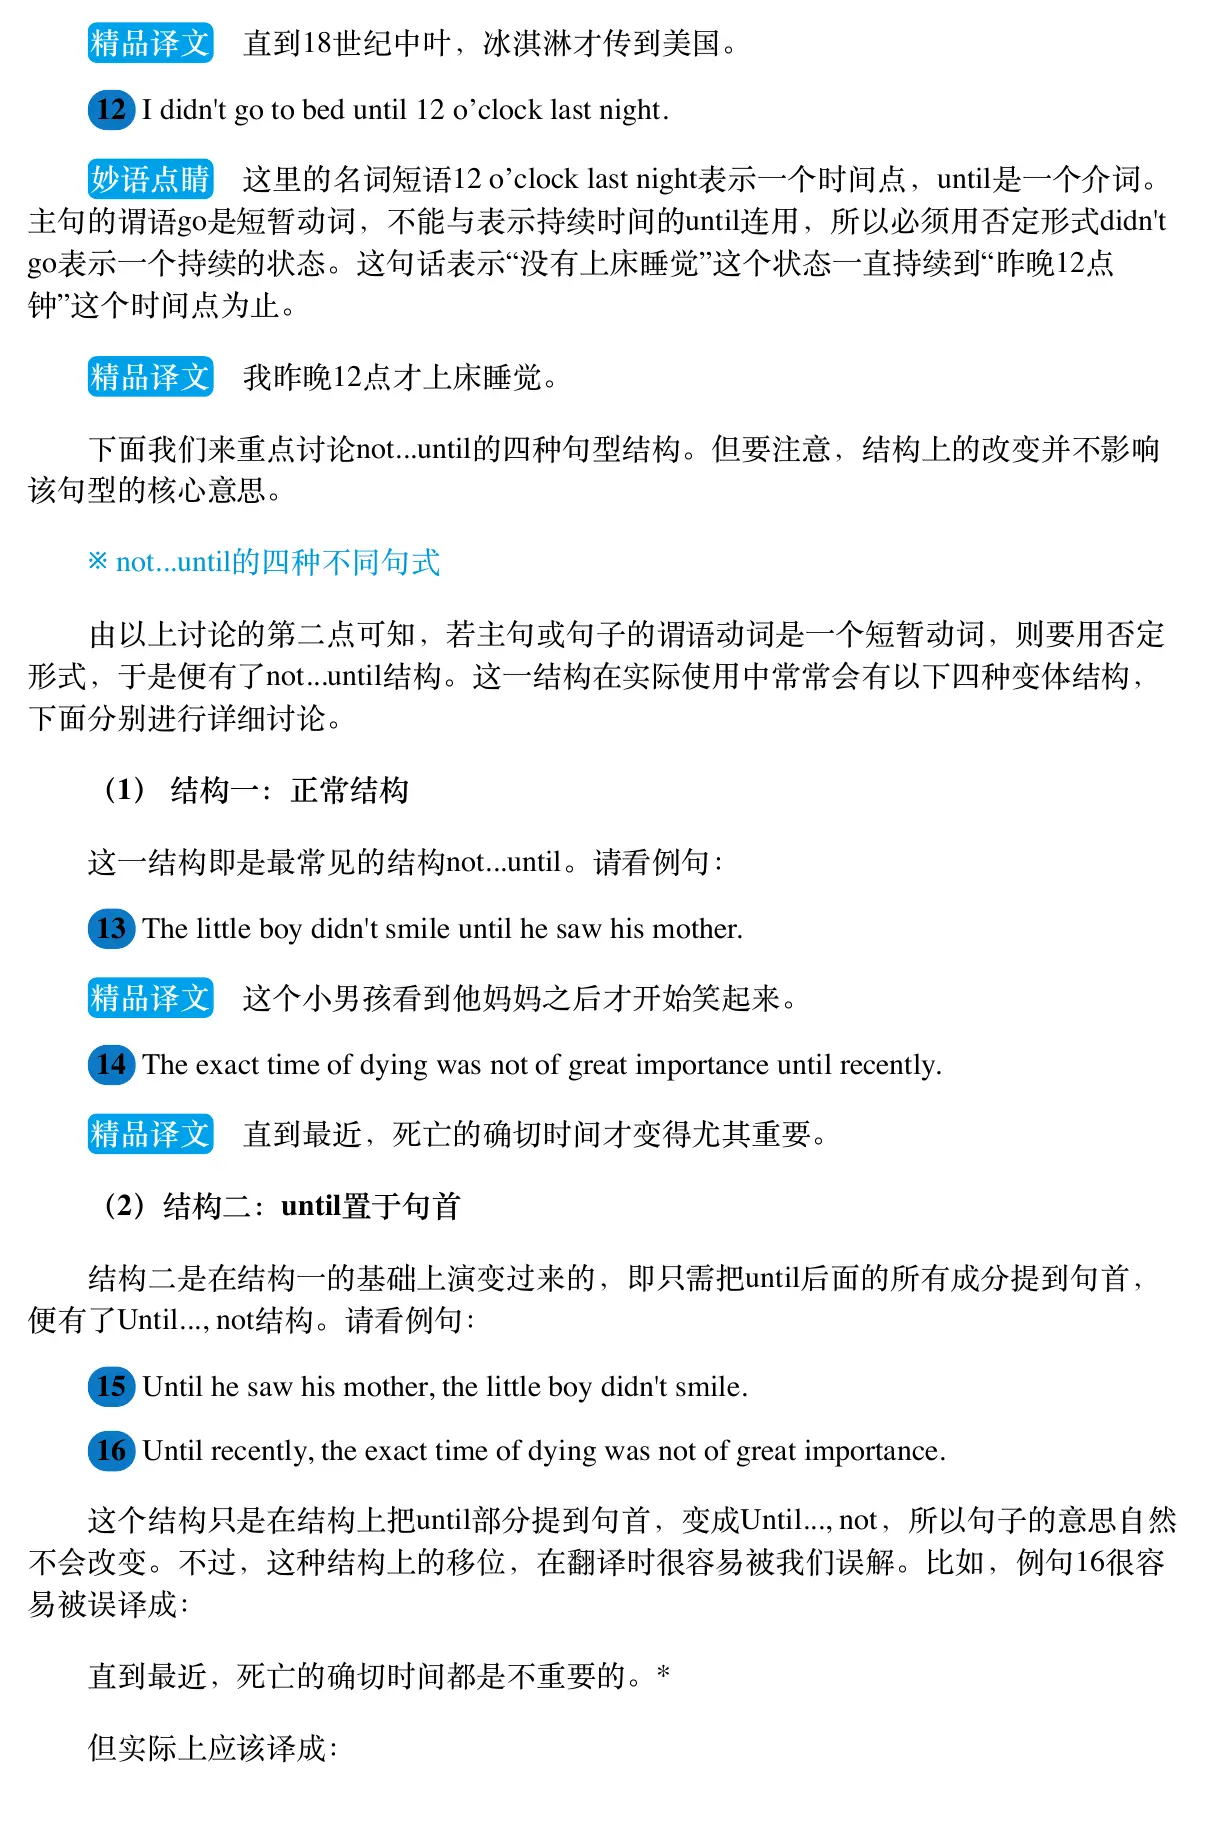 精品译文 直到18世纪中叶，冰淇淋才传到美国。
12 I didn't go to bed until 12 o’clock last night.
妙语点睛 这里的名词短语12 o’clock last night表示一个时间点，until是一个介词。
主句的谓语go是短暂动词，不能与表示持续时间的until连用，所以必须用否定形式didn't
go表示一个持续的状态。这句话表示“没有上床睡觉”这个状态一直持续到“昨晚12点
钟”这个时间点为止。
精品译文 我昨晚12点才上床睡觉。
下面我们来重点讨论not...until的四种句型结构。但要注意，结构上的改变并不影响
该句型的核心意思。
※ not...until的四种不同句式
由以上讨论的第二点可知，若主句或句子的谓语动词是一个短暂动词，则要用否定
形式，于是便有了not...until结构。这一结构在实际使用中常常会有以下四种变体结构，
下面分别进行详细讨论。
（1） 结构一：正常结构
这一结构即是最常见的结构not...until。请看例句：
13 The little boy didn't smile until he saw his mother.
精品译文 这个小男孩看到他妈妈之后才开始笑起来。
14 The exact time of dying was not of great importance until recently.
精品译文 直到最近，死亡的确切时间才变得尤其重要。
（2）结构二：until置于句首
结构二是在结构一的基础上演变过来的，即只需把until后面的所有成分提到句首，
便有了Until..., not结构。请看例句：
15 Until he saw his mother, the little boy didn't smile.
16 Until recently, the exact time of dying was not of great importance.
这个结构只是在结构上把until部分提到句首，变成Until..., not，所以句子的意思自然
不会改变。不过，这种结构上的移位，在翻译时很容易被我们误解。比如，例句16很容
易被误译成：
直到最近，死亡的确切时间都是不重要的。*
但实际上应该译成：